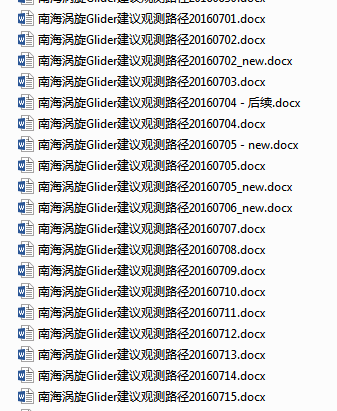 南海涡旋Glider建议观测路径20160701.docx
南海涡旋Glider建议观测路径20160702.docx
南海涡旋Glider建议观测路径20160702_new.docx
南海涡旋Glider建议观测路径20160703.docx
南海涡旋Glider建议观测路径20160704 - 后续.docx
南海涡旋Glider建议观测路径20160704.docx
南海涡旋Glider建议观测路径20160705 - new.docx
南海涡旋Glider建议观测路径20160705.docx
南海涡旋Glider建议观测路径20160705_new.docx
南海涡旋Glider建议观测路径20160706_new.docx
南海涡旋Glider建议观测路径20160707.docx
南海涡旋Glider建议观测路径20160708.docx
南海涡旋Glider建议观测路径20160709.docx
南海涡旋Glider建议观测路径20160710.docx
南海涡旋Glider建议观测路径20160711.docx
南海涡旋Glider建议观测路径20160712.docx
南海涡旋Glider建议观测路径20160713.docx
南海涡旋Glider建议观测路径20160714.docx
南海涡旋Glider建议观测路径20160715.docx